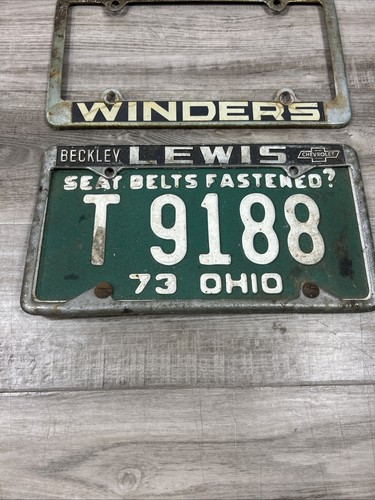 WINDERS
BECKLEY LEWIS CHEVROLET
SEAT BELTS FASTENED?
T 9188
73 OHIO